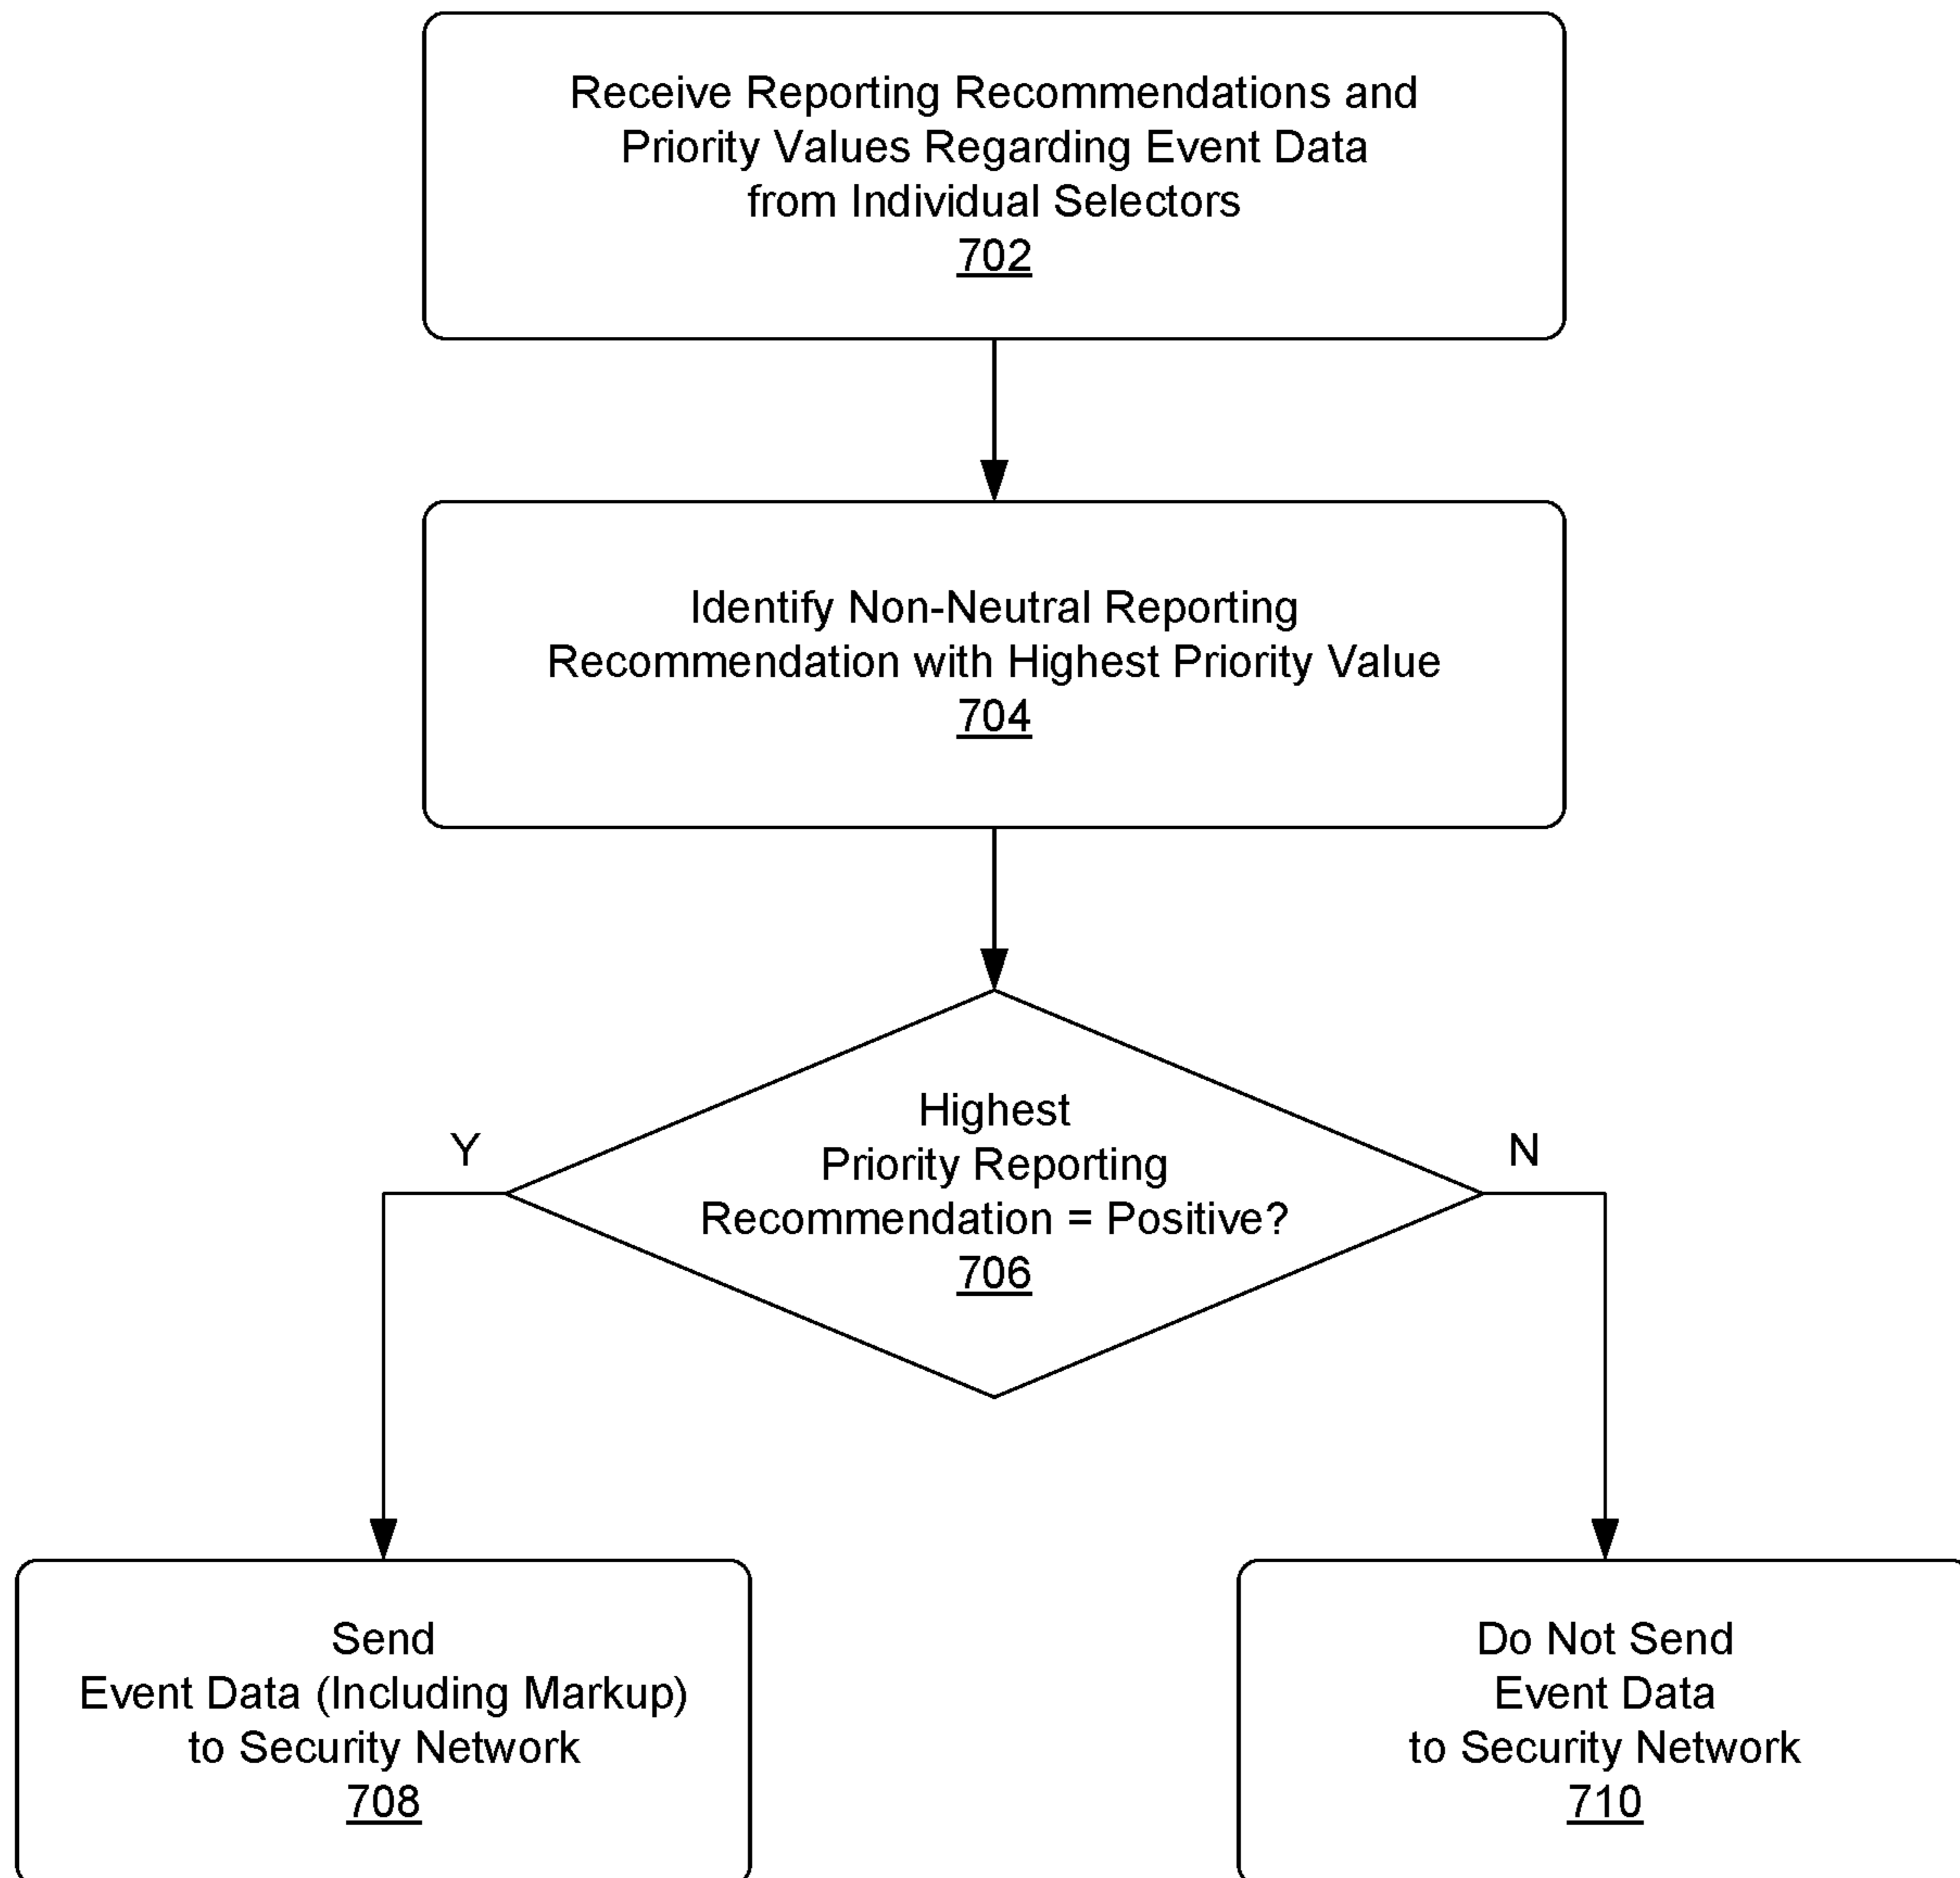 Receive Reporting Recommendations and
Priority Values Regarding Event Data
from Individual Selectors
702
Identify Non-Neutral Reporting
Recommendation with Highest Priority Value
704
Highest
Priority Reporting
Recommendation = Positive?
706
Y
N
Send
Event Data (Including Markup)
to Security Network
708
Do Not Send
Event Data
to Security Network
710